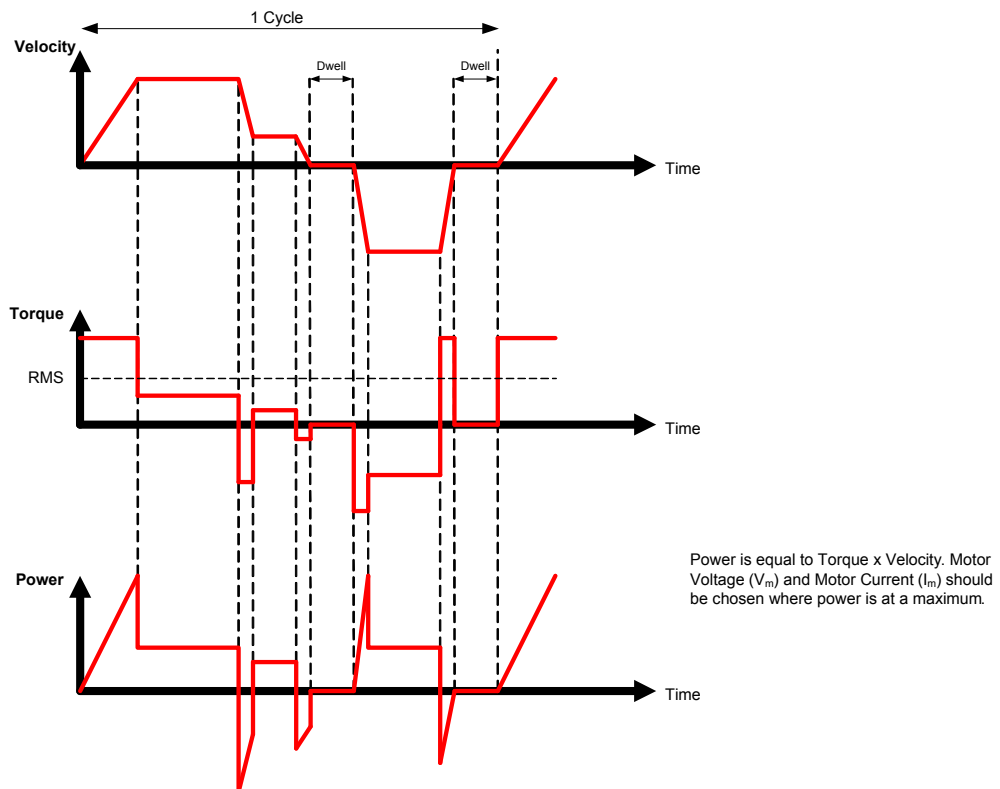 1 Cycle
Velocity
Dwell
Dwell
Time
Torque
RMS
Time
Power is equal to Torque x Velocity. Motor
Voltage (Vm) and Motor Current (Im) should
be chosen where power is at a maximum.
Power
Time